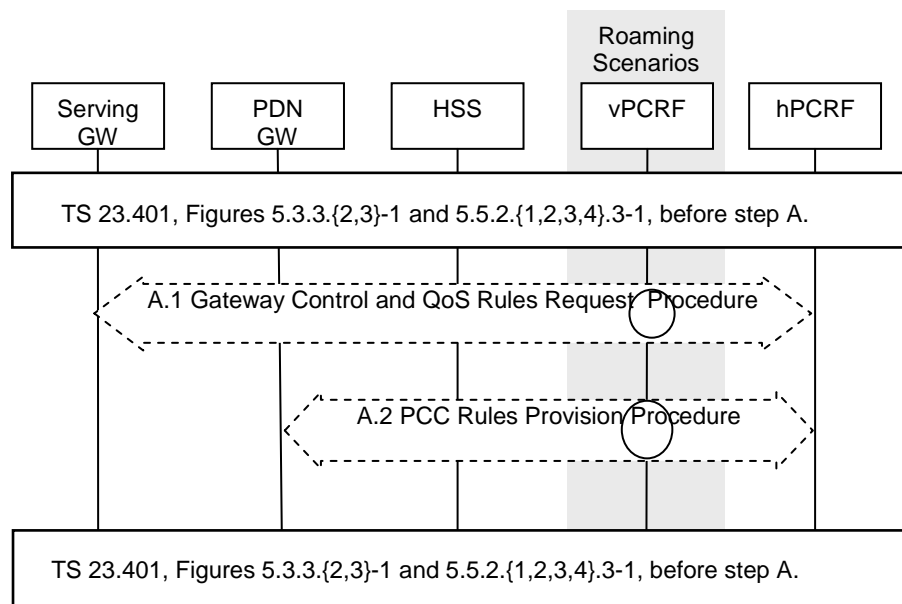 Roaming
Scenarios
Serving
GW
PDN
GW
HSS
vPCRF
hPCRF
TS 23.401, Figures 5.3.3.{2,3}-1 and 5.5.2.{1,2,3,4}.3-1, before step A.
A.1 Gateway Control and QoS Rules Request Procedure
A.2 PCC Rules Provision Procedure
TS 23.401, Figures 5.3.3.{2,3}-1 and 5.5.2.{1,2,3,4}.3-1, before step A.